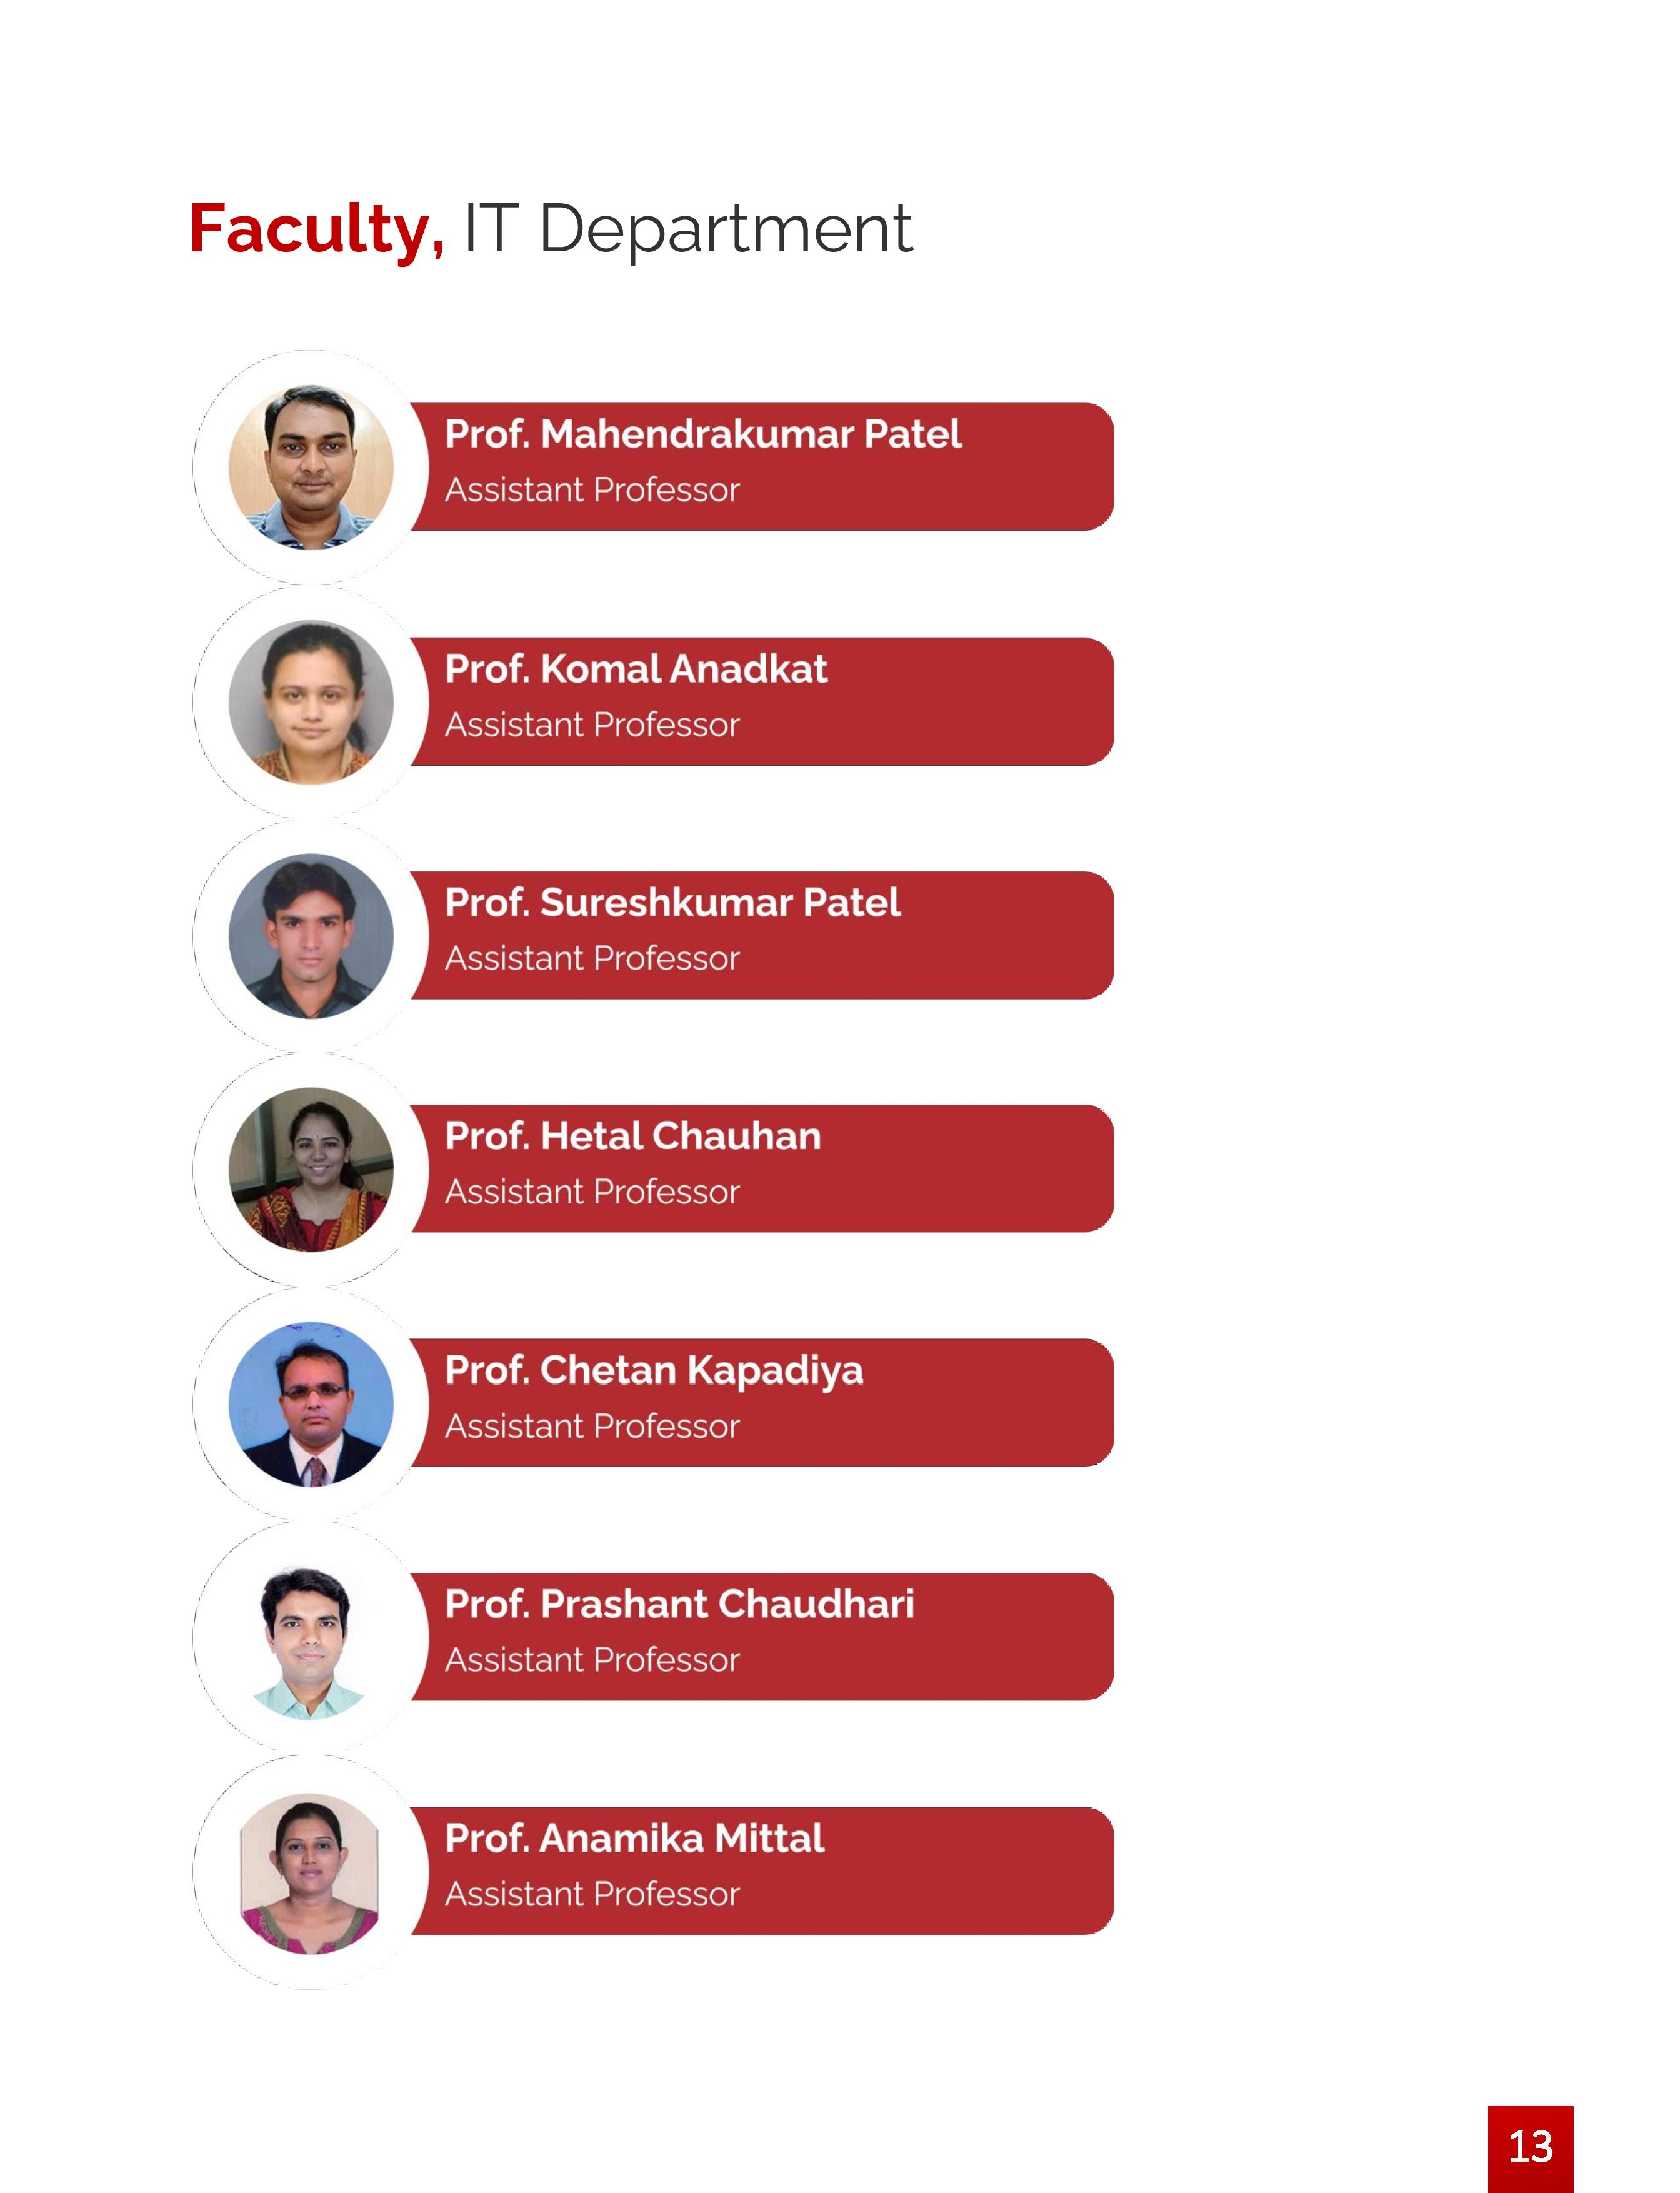 Faculty, IT Department
Prof. Mahendrakumar Patel
Assistant Professor
Prof. Komal Anadkat
Assistant Professor
Prof. Sureshkumar Patel
Assistant Professor
Prof. Hetal Chauhan
Assistant Professor
Prof. Chetan Kapadiya
Assistant Professor
Prof. Prashant Chaudhari
Assistant Professor
Prof. Anamika Mittal
Assistant Professor
13